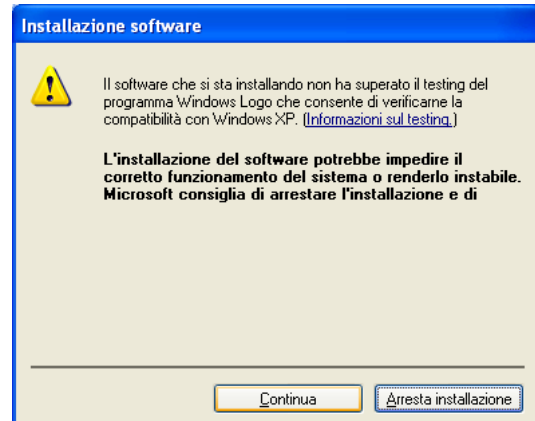 Installazione software
Il software che si sta installando non ha superato il testing del
programma Windows Logo che consente di verificarne la
compatibilità con Windows XP. (Informazioni sul testing.)
L'installazione del software potrebbe impedire il
corretto funzionamento del sistema o renderlo instabile.
Microsoft consiglia di arrestare l'installazione e di
Continua
Arresta installazione